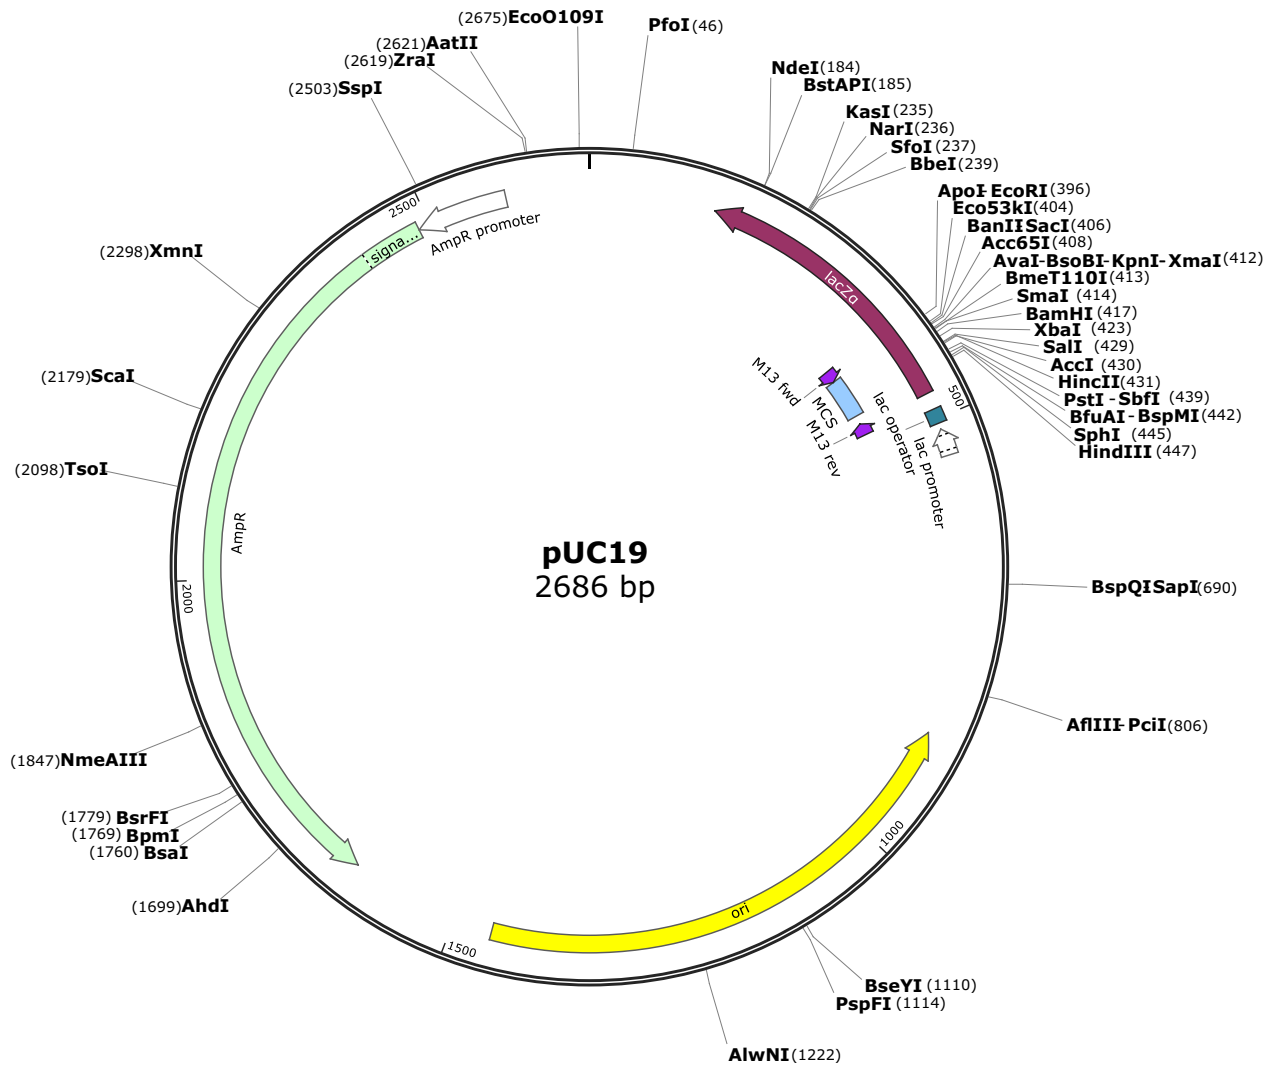 (2675) EcoO109I
PfoI (46)
(2621) AatII
(2619) ZraI
(2503) SspI
NdeI (184)
BstAPI (185)
KasI (235)
NarI (236)
SfoI (237)
BbeI (239)
ApoI - EcoRI (396)
Eco53kI (404)
BanII - SacI (406)
Acc65I (408)
AvaI - BsoBI - KpnI - XmaI (412)
BmeT110I (413)
SmaI (414)
BamHI (417)
XbaI (423)
SalI (429)
AccI (430)
HincII (431)
PstI - SbfI (439)
BfuAI - BspMI (442)
SphI (445)
HindIII (447)
2500
signa...
AmpR promoter
lacZα
(2298) XmnI
(2179) ScaI
(2098) TsoI
M13 fwd
MCS
M13 rev
lac operator
lac promoter
500
AmpR
pUC19
2686 bp
2000
BspQI - SapI (690)
AflIII - PciI (806)
(1847) NmeAIII
(1779) BsrFI
(1769) BpmI
(1760) BsaI
(1699) AhdI
1000
ori
1500
BseYI (1110)
PspFI (1114)
AlwNI (1222)